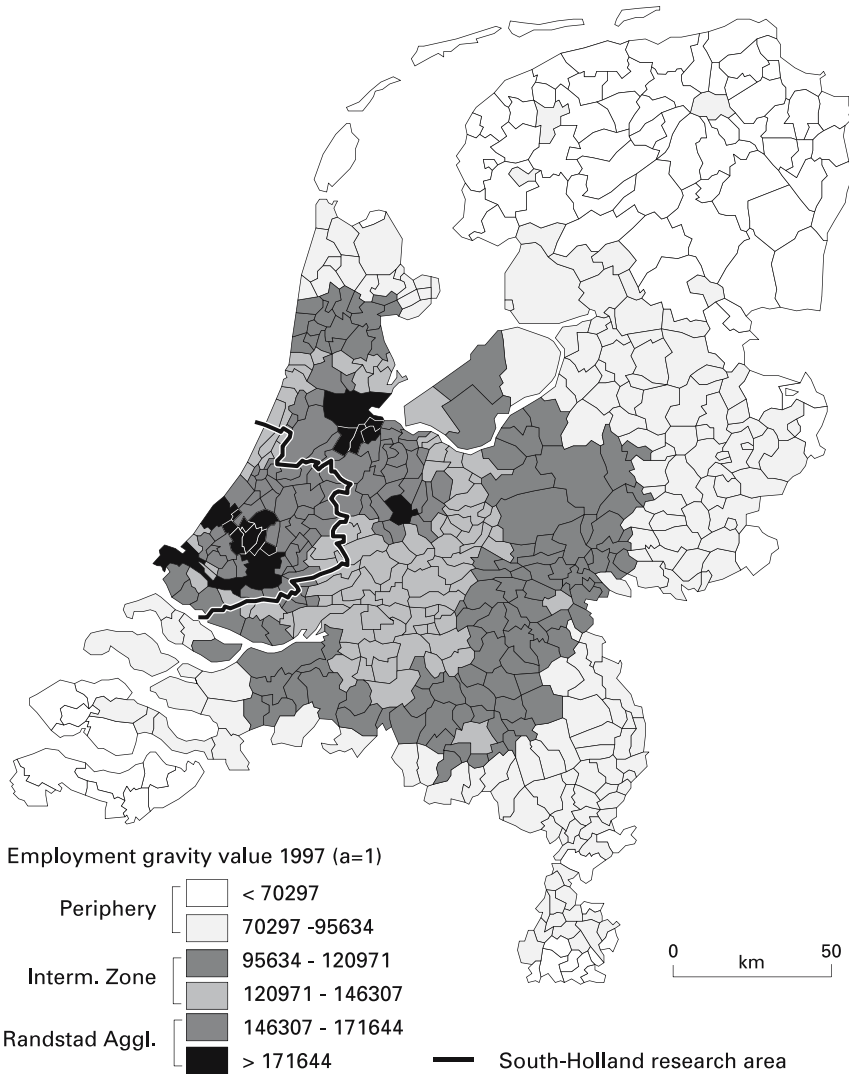 Employment gravity value 1997 (a=1)
Periphery
< 70297
70297 -95634
Interm. Zone
95634 - 120971
120971 - 146307
Randstad Aggl.
146307 - 171644
> 171644
0 50
km
South-Holland research area